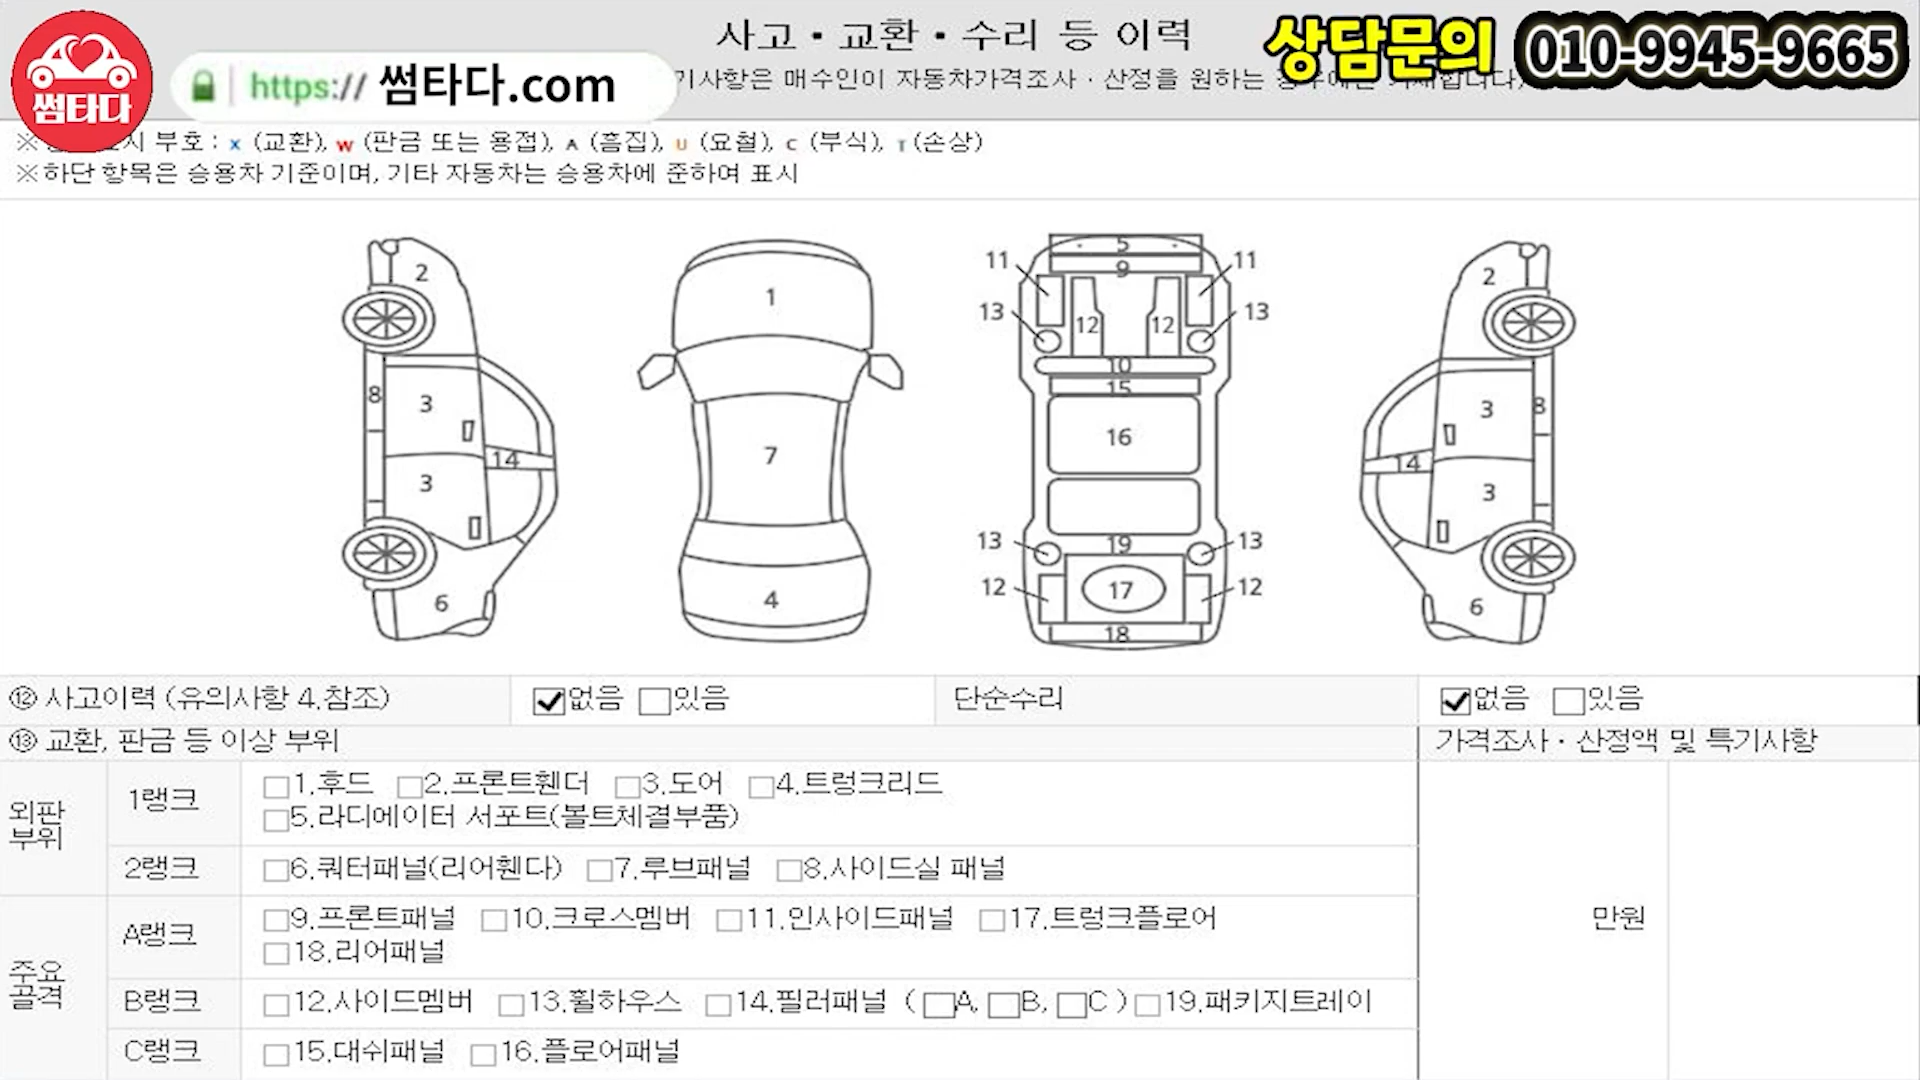 사고·교환·수리 등 이력
상담문의 010-9945-9665
썸타다
https:// 썸타다.com
기사항은 매수인이 자동차가격조사·산정을 원하는
부호 : X (교환), W (판금 또는 용접), A (흠집), U (요철), C (부식), T (손상)
※하단 항목은 승용차 기준이며, 기타 자동차는 승용차에 준하여 표시
2
8
3
14
3
6
1
7
4
5
9
11
11
13
13
12
12
10
15
16
13
19
13
12
17
12
18
2
3
8
14
3
6
⑫ 사고이력 (유의사항 4.참조) 없음 있음 단순수리 없음 있음
⑬ 교환, 판금 등 이상 부위 가격조사·산정액 및 특기사항
외판부위
1랭크
1.후드 2.프론트휀더 3.도어 4.트렁크리드
5.라디에이터 서포트(볼트체결부품)
2랭크
6.쿼터패널(리어휀다) 7.루브패널 8.사이드실 패널
주요골격
A랭크
9.프론트패널 10.크로스멤버 11.인사이드패널 17.트렁크플로어
18.리어패널
만원
B랭크
12.사이드멤버 13.휠하우스 14.필러패널 ( A, B, C ) 19.패키지트레이
C랭크
15.대쉬패널 16.플로어패널